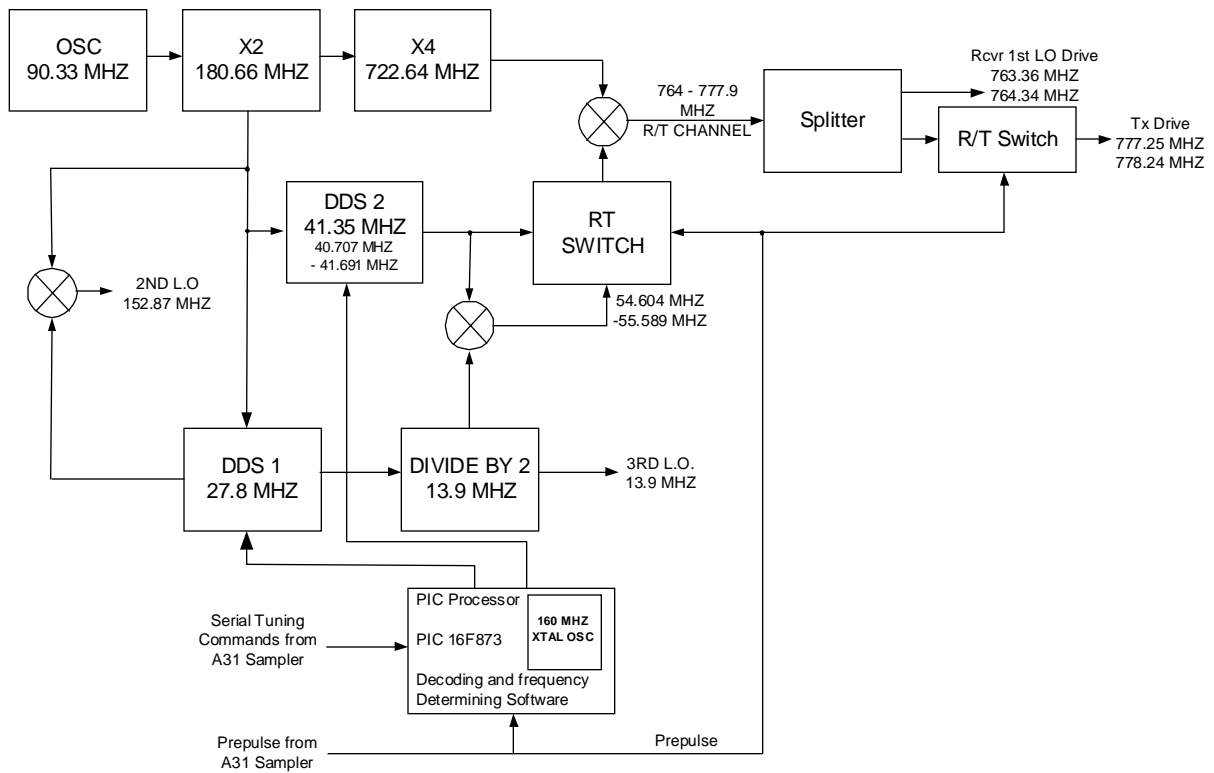 OSC
90.33 MHZ
X2
180.66 MHZ
X4
722.64 MHZ
764 - 777.9
MHZ
R/T CHANNEL
Splitter
Rcvr 1st LO Drive
763.36 MHZ
764.34 MHZ
R/T Switch
Tx Drive
777.25 MHZ
778.24 MHZ
DDS 2
41.35 MHZ
40.707 MHZ
- 41.691 MHZ
RT
SWITCH
2ND L.O
152.87 MHZ
54.604 MHZ
-55.589 MHZ
DDS 1
27.8 MHZ
DIVIDE BY 2
13.9 MHZ
3RD L.O.
13.9 MHZ
Serial Tuning
Commands from
A31 Sampler
PIC Processor
PIC 16F873
160 MHZ
XTAL OSC
Decoding and frequency
Determining Software
Prepulse from
A31 Sampler
Prepulse